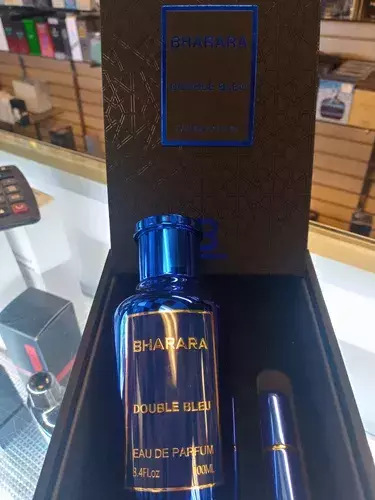 BHARARA
DOUBLE BLEU
BHARARA
DOUBLE BLEU
EAU DE PARFUM
3.4Fl.oz 100ML